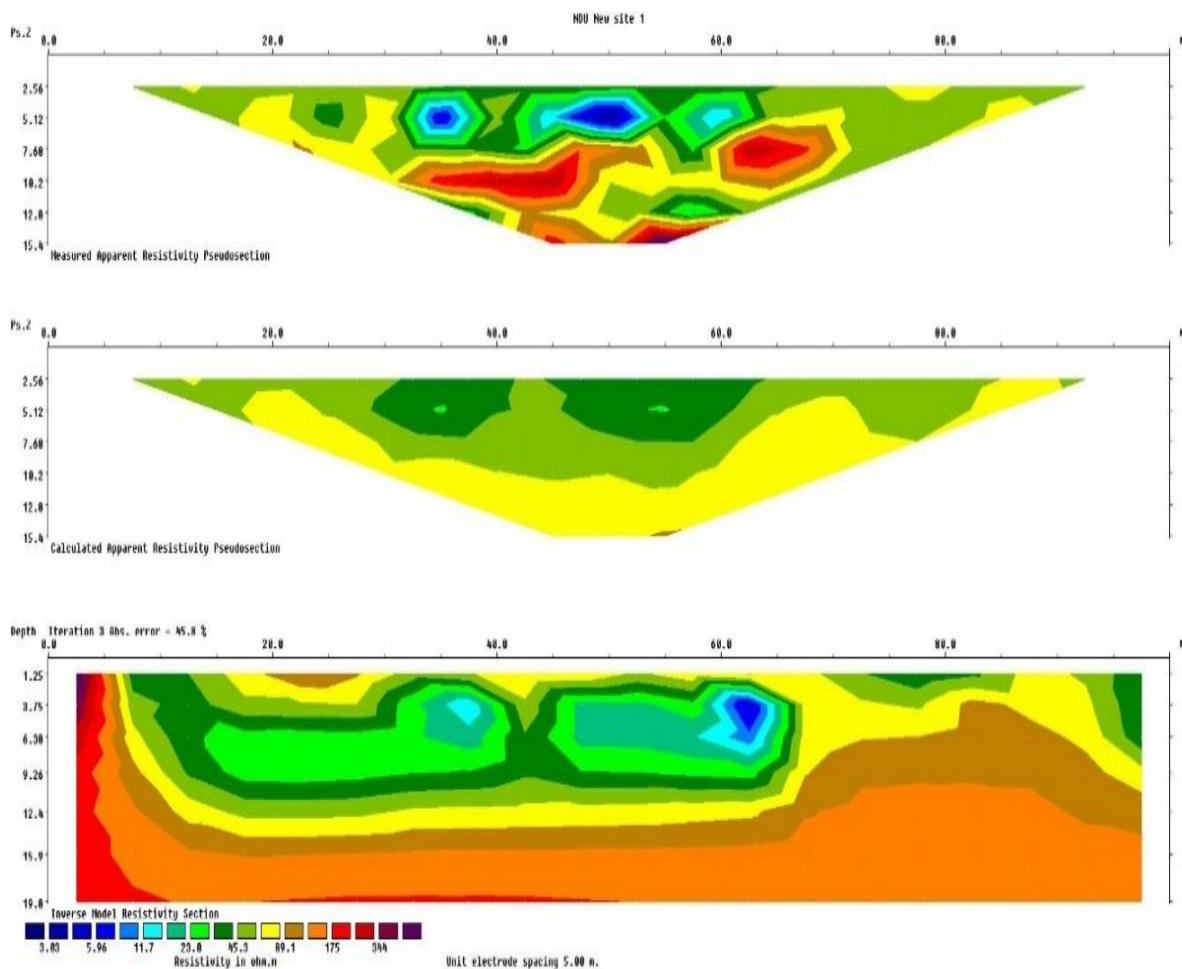 NDU New site 1
Ps.Z 0.0 20.0 40.0 60.0 80.0 m
2.56
5.12
7.68
10.2
12.8
15.4
Measured Apparent Resistivity Pseudosection
Ps.Z 0.0 20.0 40.0 60.0 80.0 m
2.56
5.12
7.68
10.2
12.8
15.4
Calculated Apparent Resistivity Pseudosection
Depth Iteration 3 Abs. error = 45.8 %
0.0 20.0 40.0 60.0 80.0 m
1.25
3.75
6.38
9.26
12.4
15.9
19.8
Inverse Model Resistivity Section
3.03 5.96 11.7 23.0 45.3 89.1 175 344
Resistivity in ohm.m Unit electrode spacing 5.00 m.